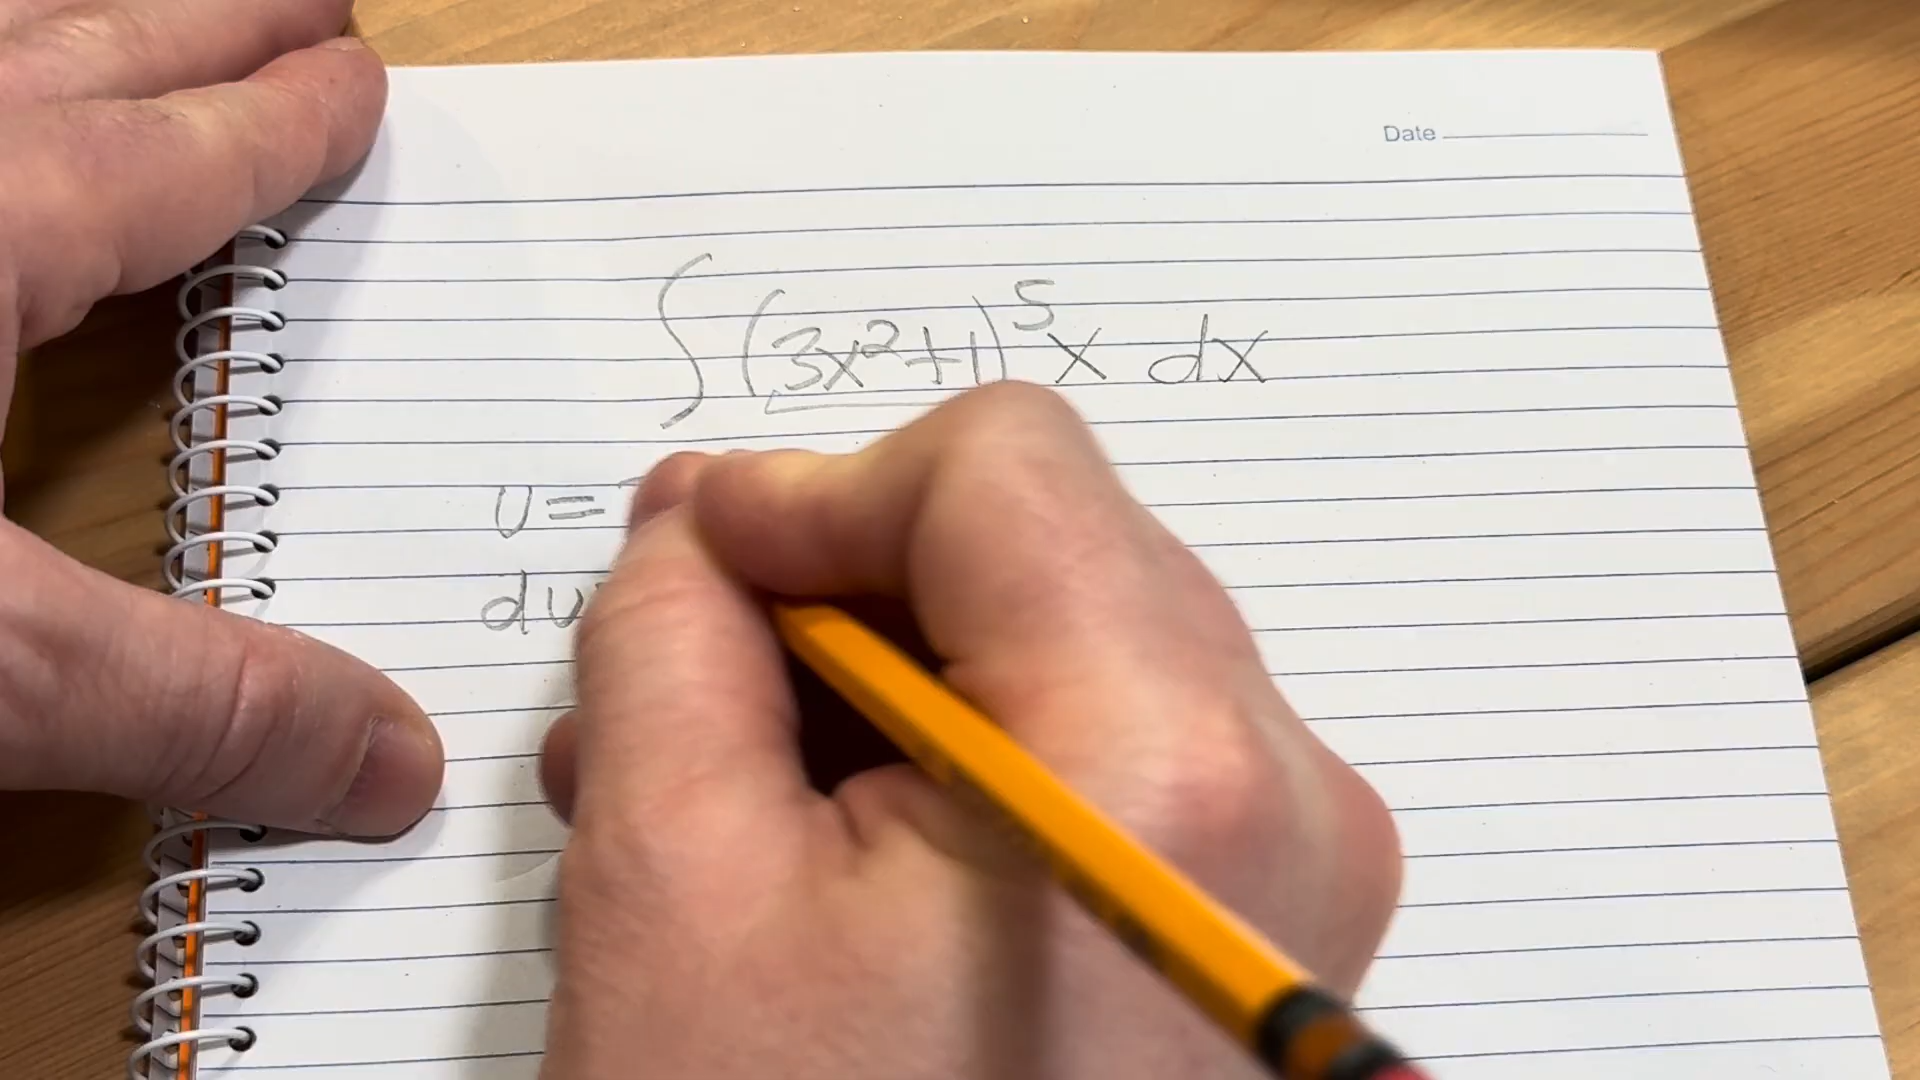 Date
∫(3x²+1)⁵x dx
U=
du